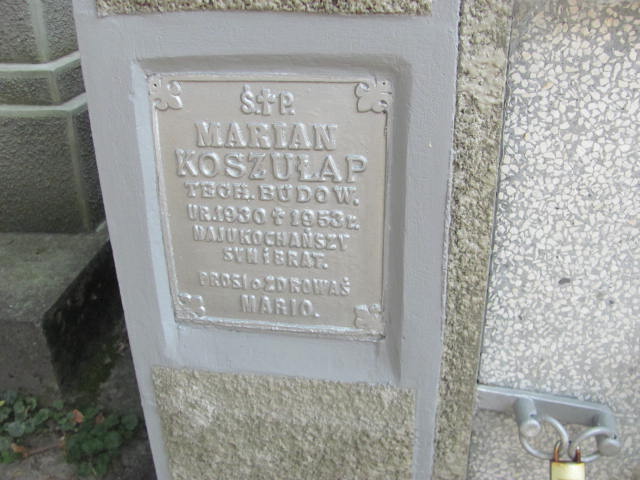 Ś✝P.
MARIAN
KOSZUŁAP
TECH. BUDOW.
UR.1930 ✝ 1953 r.
NAJUKOCHAŃSZY
SYN I BRAT.
PROSI o ZDROWAŚ
MARIO.